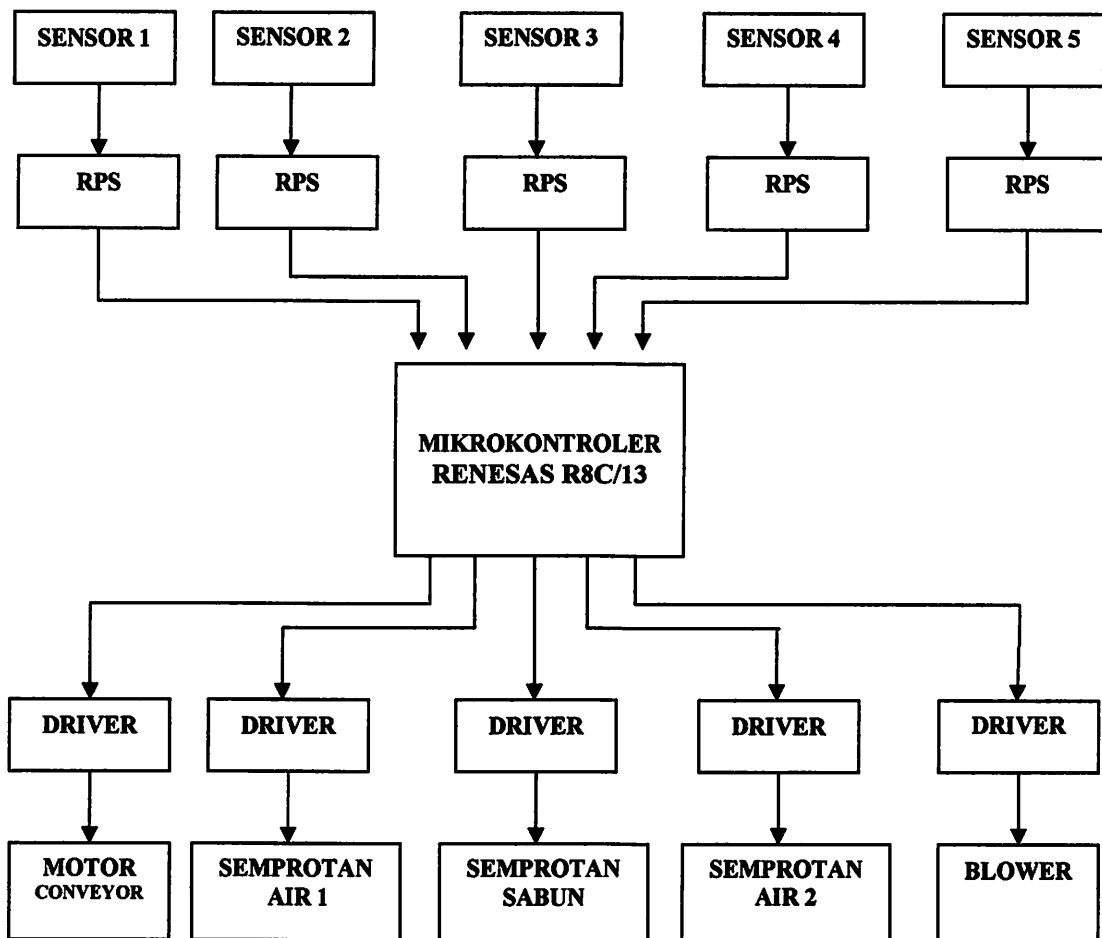 SENSOR 1
SENSOR 2
SENSOR 3
SENSOR 4
SENSOR 5
RPS
RPS
RPS
RPS
RPS
MIKROKONTROLER
RENESAS R8C/13
DRIVER
DRIVER
DRIVER
DRIVER
DRIVER
MOTOR
CONVEYOR
SEMPROTAN
AIR 1
SEMPROTAN
SABUN
SEMPROTAN
AIR 2
BLOWER